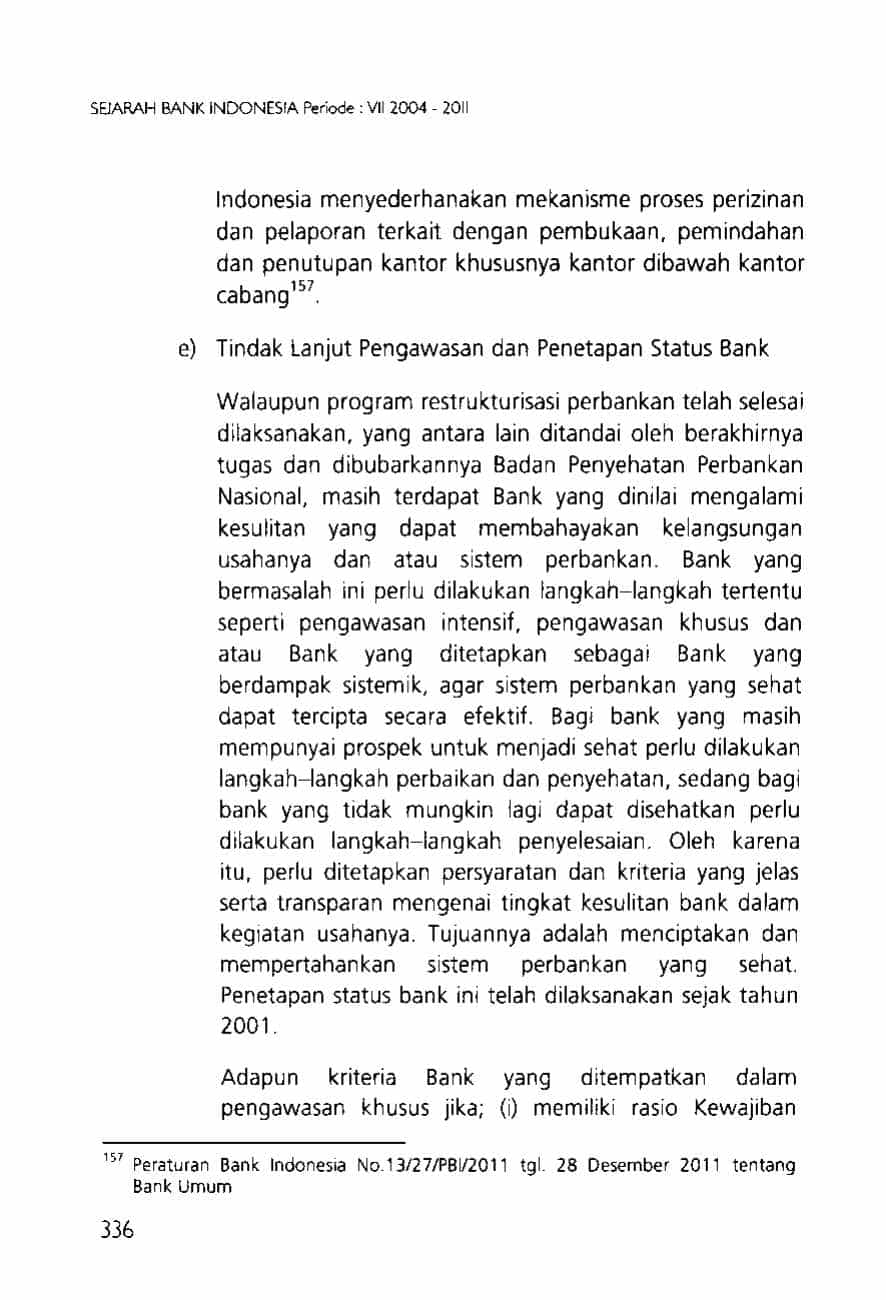 SEJARAH BANK INDONESIA Periode : VII 2004 - 2011
Indonesia menyederhanakan mekanisme proses perizinan
dan pelaporan terkait dengan pembukaan, pemindahan
dan penutupan kantor khususnya kantor dibawah kantor
cabang157.
e) Tindak Lanjut Pengawasan dan Penetapan Status Bank
Walaupun program restrukturisasi perbankan telah selesai
dilaksanakan, yang antara lain ditandai oleh berakhirnya
tugas dan dibubarkannya Badan Penyehatan Perbankan
Nasional, masih terdapat Bank yang dinilai mengalami
kesulitan yang dapat membahayakan kelangsungan
usahanya dan atau sistem perbankan. Bank yang
bermasalah ini perlu dilakukan langkah–langkah tertentu
seperti pengawasan intensif, pengawasan khusus dan
atau Bank yang ditetapkan sebagai Bank yang
berdampak sistemik, agar sistem perbankan yang sehat
dapat tercipta secara efektif. Bagi bank yang masih
mempunyai prospek untuk menjadi sehat perlu dilakukan
langkah–langkah perbaikan dan penyehatan, sedang bagi
bank yang tidak mungkin lagi dapat disehatkan perlu
dilakukan langkah–langkah penyelesaian. Oleh karena
itu, perlu ditetapkan persyaratan dan kriteria yang jelas
serta transparan mengenai tingkat kesulitan bank dalam
kegiatan usahanya. Tujuannya adalah menciptakan dan
mempertahankan sistem perbankan yang sehat.
Penetapan status bank ini telah dilaksanakan sejak tahun
2001.
Adapun kriteria Bank yang ditempatkan dalam
pengawasan khusus jika; (i) memiliki rasio Kewajiban
157 Peraturan Bank Indonesia No.13/27/PBI/2011 tgl. 28 Desember 2011 tentang
Bank Umum
336